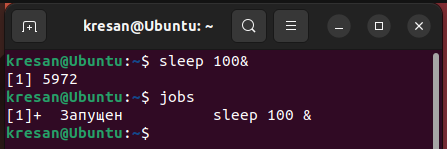 kresan@Ubuntu: ~
kresan@Ubuntu:~$ sleep 100&
[1] 5972
kresan@Ubuntu:~$ jobs
[1]+  Запущен          sleep 100 &
kresan@Ubuntu:~$